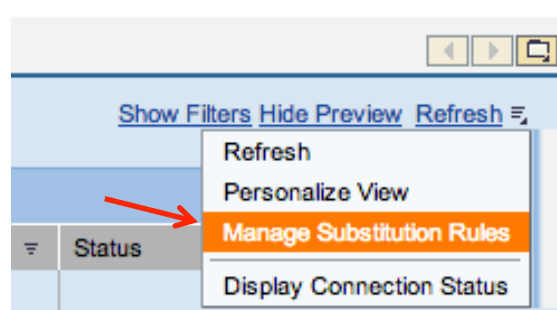 Show Filters Hide Preview Refresh
Refresh
Personalize View
Manage Substitution Rules
Status
Display Connection Status